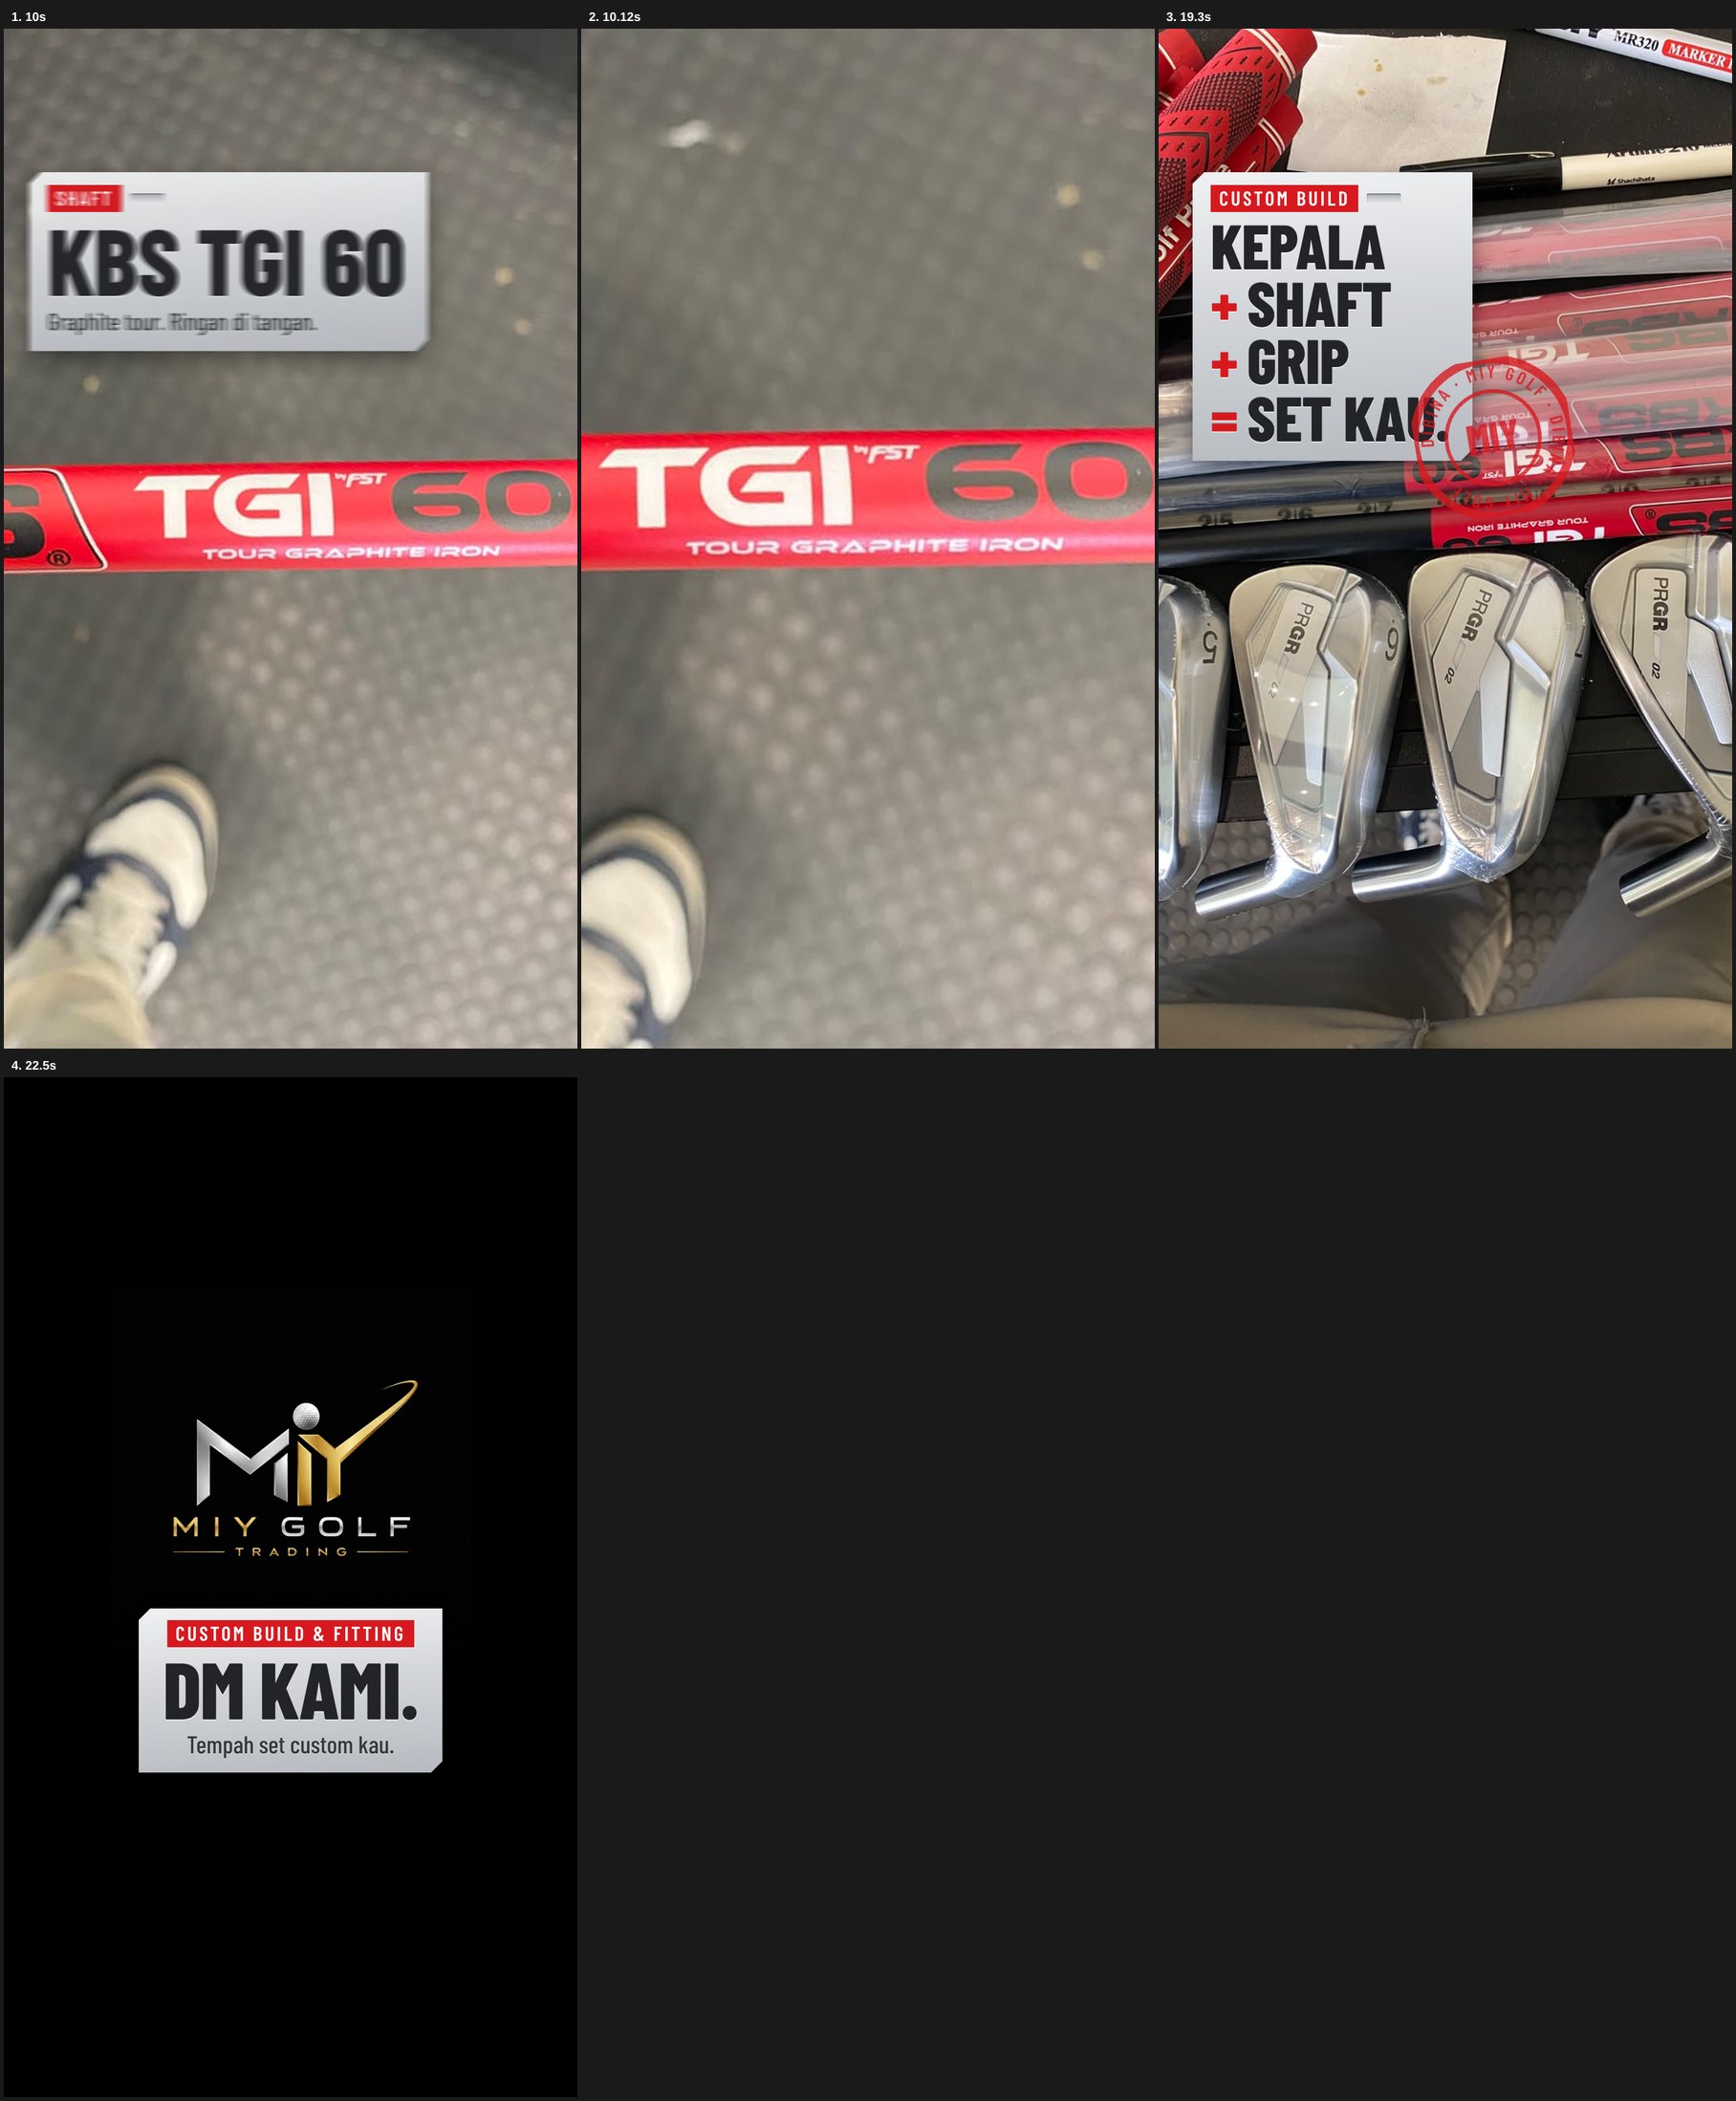 1. 10s
SHAFT
KBS TGI 60
Graphite tour. Ringan di tangan.
S®
TGI by FST 60
TOUR GRAPHITE IRON
2. 10.12s
TGI by FST 60
TOUR GRAPHITE IRON
3. 19.3s
MR320 MARKER
CUSTOM BUILD
KEPALA
+ SHAFT
+ GRIP
= SET KAU.
MIY GOLF
MIY
TOUR GRAPHITE IRON
PRGR 02
PRGR 02
PRGR 02
4. 22.5s
MIY
MIY GOLF
TRADING
CUSTOM BUILD & FITTING
DM KAMI.
Tempah set custom kau.